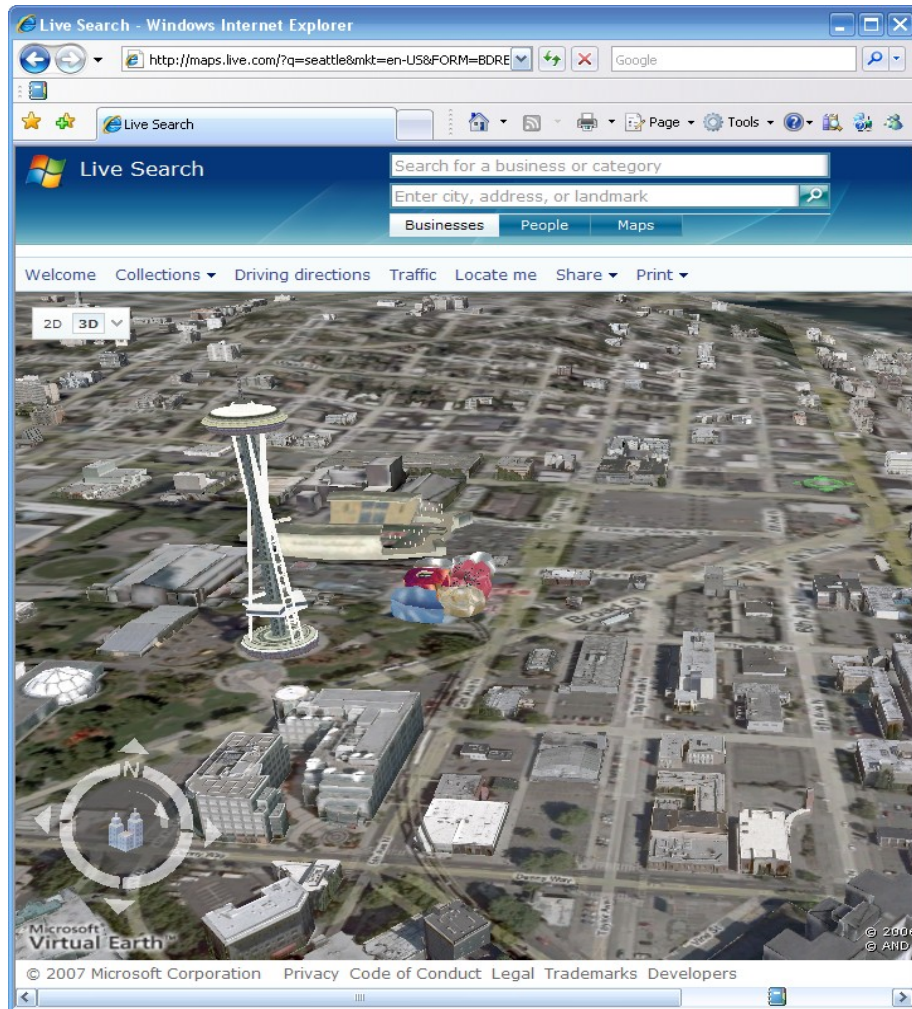 Live Search - Windows Internet Explorer
http://maps.live.com/?q=seattle&mkt=en-US&FORM=BDRE
Google
Live Search
Page
Tools
Live Search
Search for a business or category
Enter city, address, or landmark
Businesses People Maps
Welcome Collections Driving directions Traffic Locate me Share Print
2D 3D
N
Denny Way
Microsoft
Virtual Earth
© 2006
© AND
© 2007 Microsoft Corporation Privacy Code of Conduct Legal Trademarks Developers